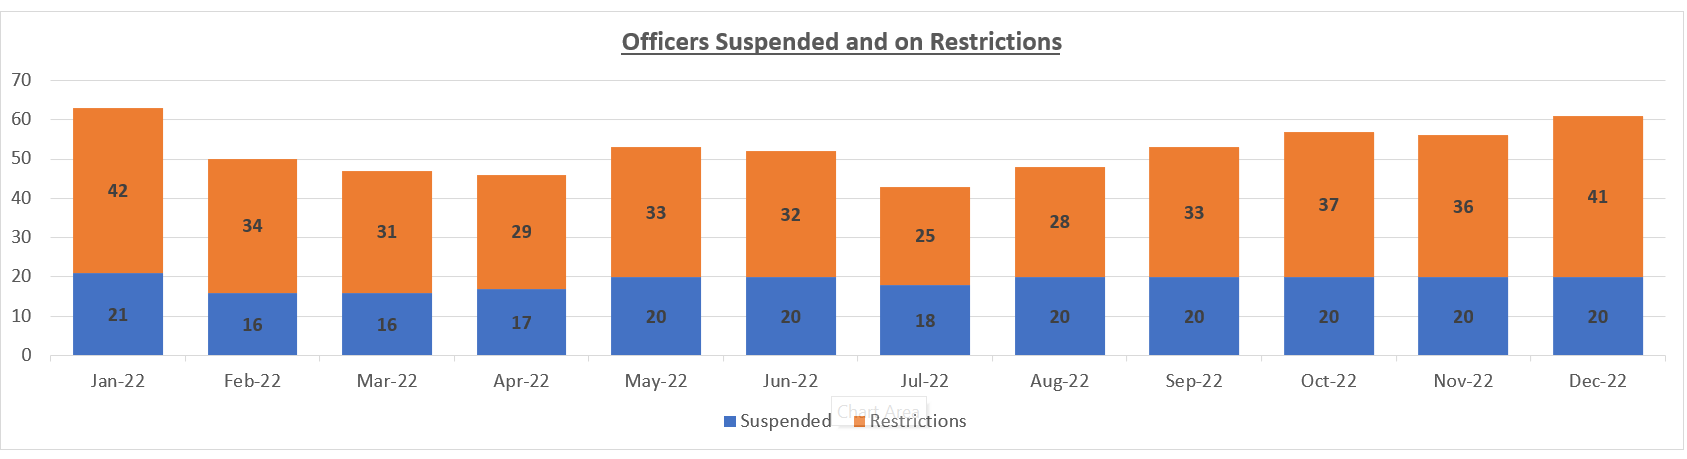 Officers Suspended and on Restrictions
70
60
50
40
30
20
10
0
42 34 31 29 33 32 25 28 33 37 36 41
21 16 16 17 20 20 18 20 20 20 20 20
Jan-22 Feb-22 Mar-22 Apr-22 May-22 Jun-22 Jul-22 Aug-22 Sep-22 Oct-22 Nov-22 Dec-22
Chart Area
Suspended Restrictions